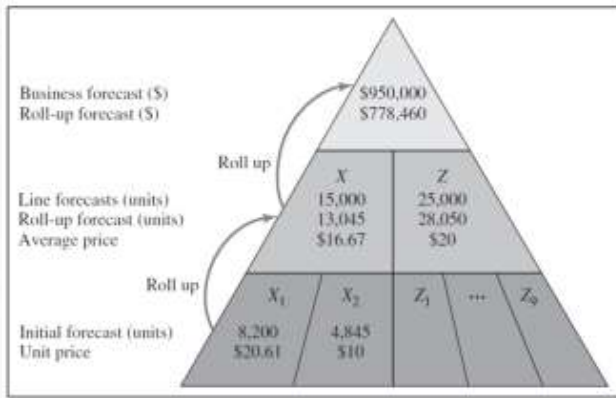 Business forecast ($) $950,000
Roll-up forecast ($) $778,460
Roll up
X Z
Line forecasts (units) 15,000 25,000
Roll-up forecast (units) 13,045 28,050
Average price $16.67 $20
Roll up
X₁ X₂ Z₁ ... Z₉
Initial forecast (units) 8,200 4,845
Unit price $20.61 $10